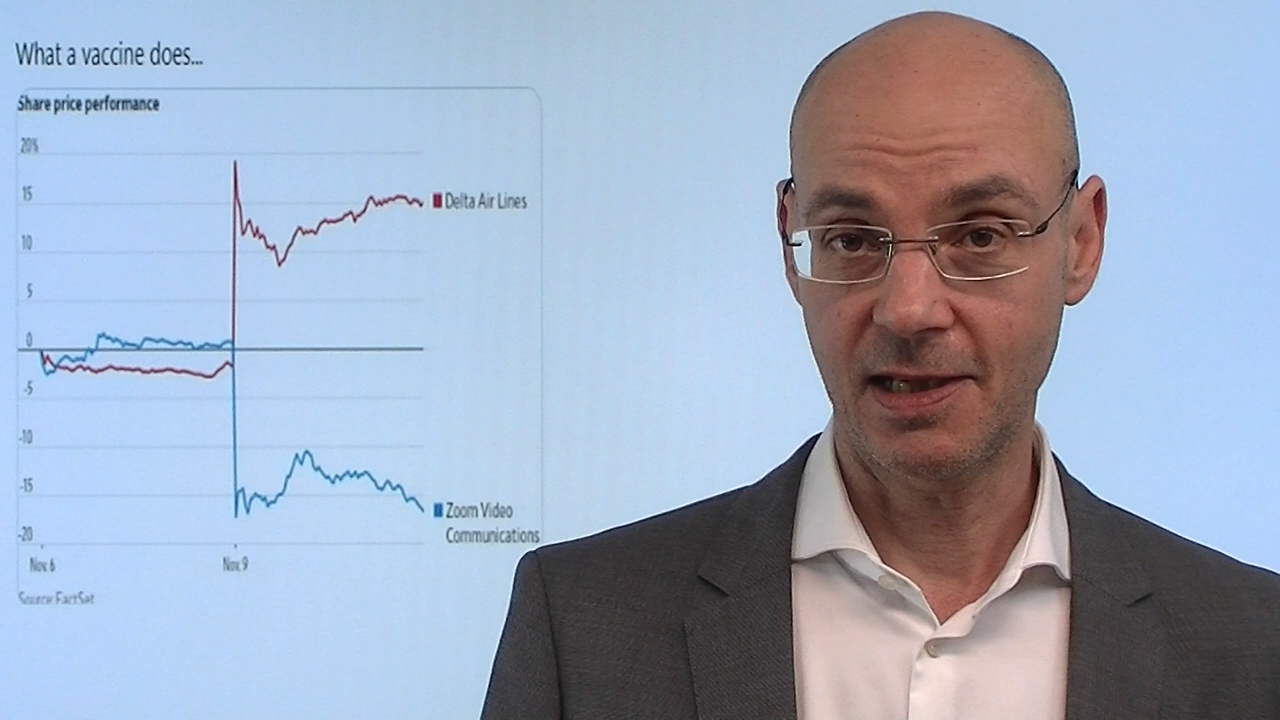 What a vaccine does...
Share price performance
20%
15
10
5
0
-5
-10
-15
-20
Delta Air Lines
Zoom Video
Communications
Nov. 6
Nov. 9
Source: FactSet